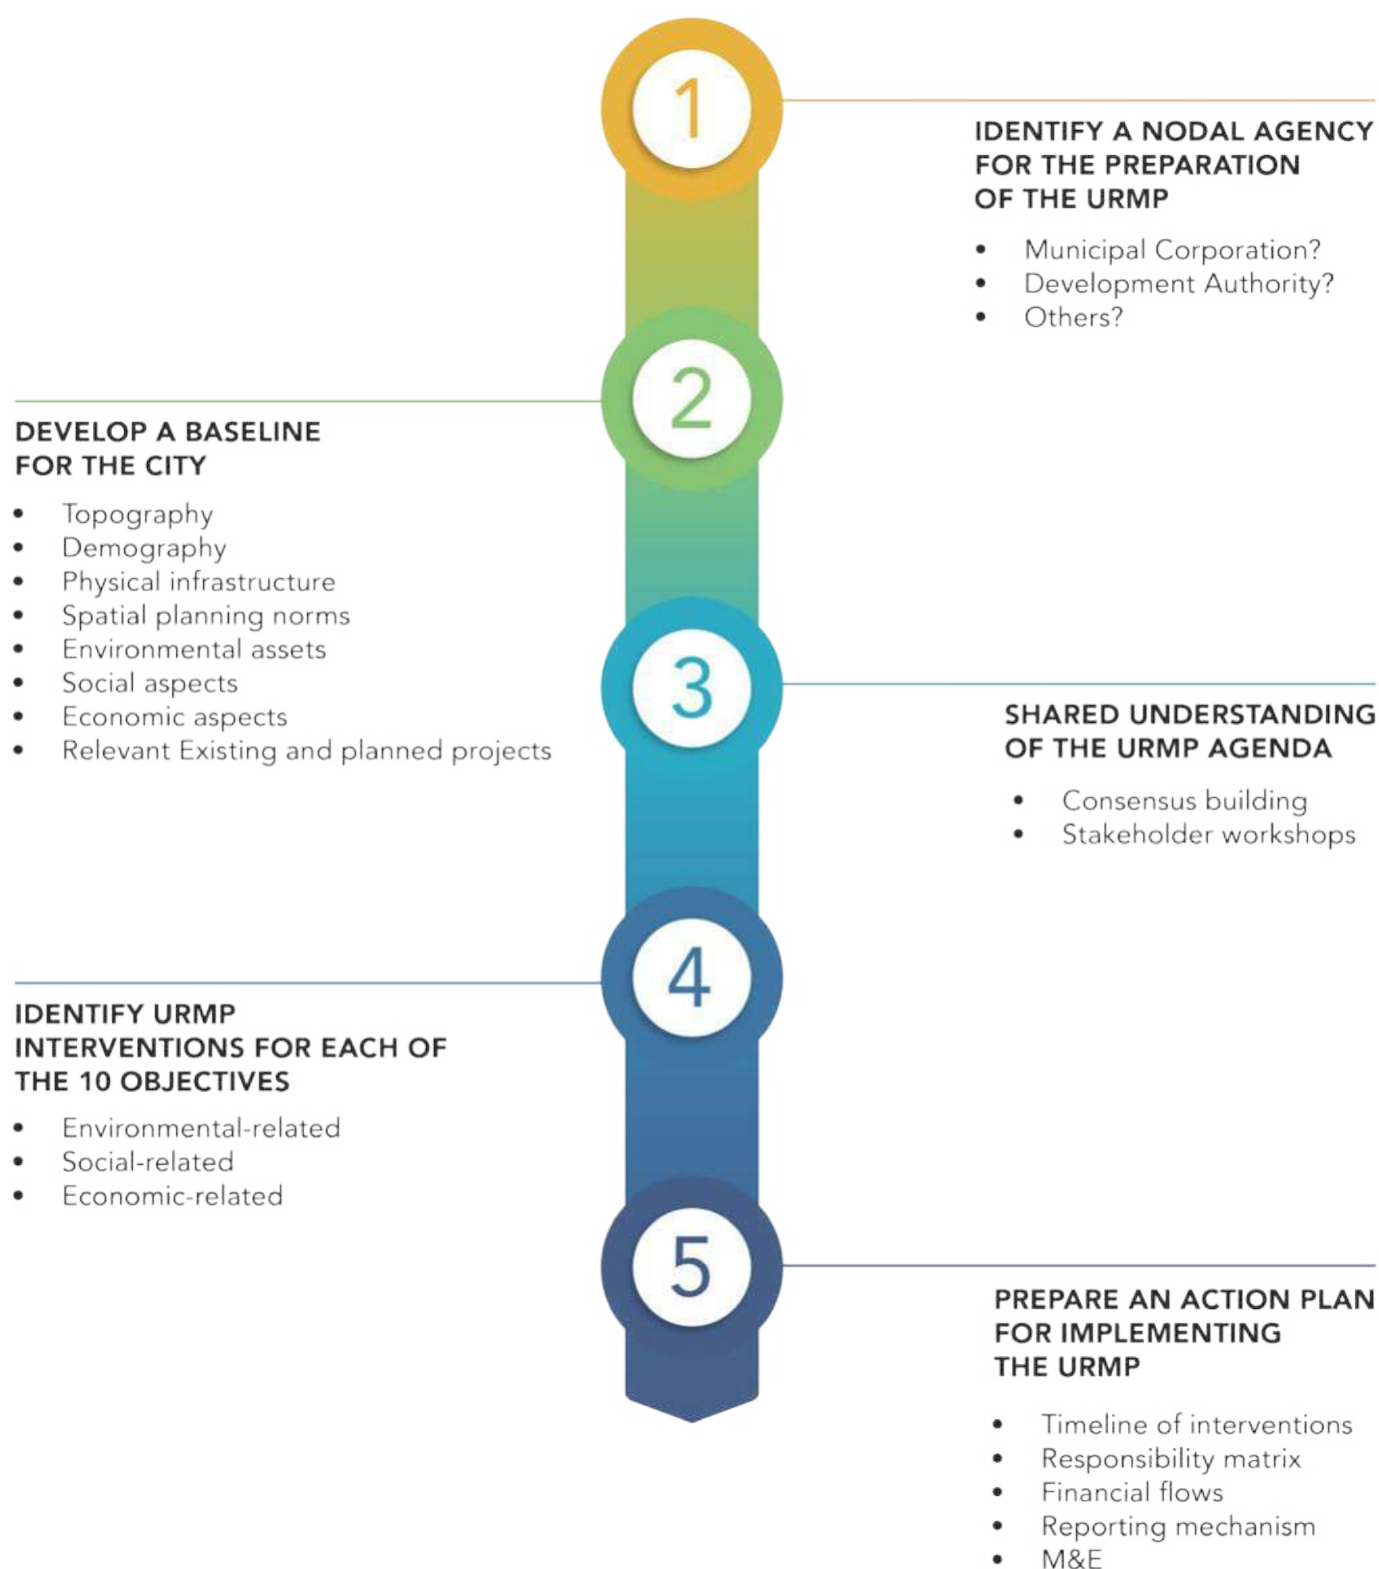 1
IDENTIFY A NODAL AGENCY
FOR THE PREPARATION
OF THE URMP
• Municipal Corporation?
• Development Authority?
• Others?
2
DEVELOP A BASELINE
FOR THE CITY
• Topography
• Demography
• Physical infrastructure
• Spatial planning norms
• Environmental assets
• Social aspects
• Economic aspects
• Relevant Existing and planned projects
3
SHARED UNDERSTANDING
OF THE URMP AGENDA
• Consensus building
• Stakeholder workshops
4
IDENTIFY URMP
INTERVENTIONS FOR EACH OF
THE 10 OBJECTIVES
• Environmental-related
• Social-related
• Economic-related
5
PREPARE AN ACTION PLAN
FOR IMPLEMENTING
THE URMP
• Timeline of interventions
• Responsibility matrix
• Financial flows
• Reporting mechanism
• M&E